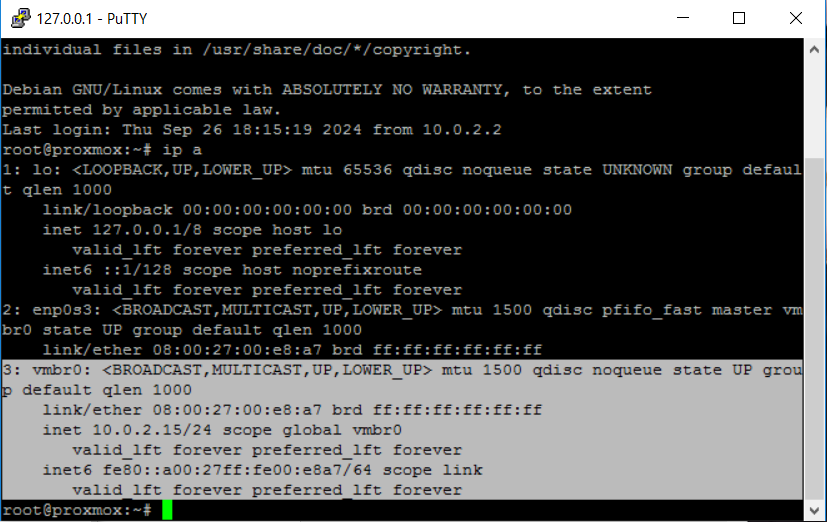 127.0.0.1 - PuTTY
individual files in /usr/share/doc/*/copyright.
Debian GNU/Linux comes with ABSOLUTELY NO WARRANTY, to the extent
permitted by applicable law.
Last login: Thu Sep 26 18:15:19 2024 from 10.0.2.2
root@proxmox:~# ip a
1: lo: <LOOPBACK,UP,LOWER_UP> mtu 65536 qdisc noqueue state UNKNOWN group defaul
t qlen 1000
    link/loopback 00:00:00:00:00:00 brd 00:00:00:00:00:00
    inet 127.0.0.1/8 scope host lo
       valid_lft forever preferred_lft forever
    inet6 ::1/128 scope host noprefixroute
       valid_lft forever preferred_lft forever
2: enp0s3: <BROADCAST,MULTICAST,UP,LOWER_UP> mtu 1500 qdisc pfifo_fast master vm
br0 state UP group default qlen 1000
    link/ether 08:00:27:00:e8:a7 brd ff:ff:ff:ff:ff:ff
3: vmbr0: <BROADCAST,MULTICAST,UP,LOWER_UP> mtu 1500 qdisc noqueue state UP grou
p default qlen 1000
    link/ether 08:00:27:00:e8:a7 brd ff:ff:ff:ff:ff:ff
    inet 10.0.2.15/24 scope global vmbr0
       valid_lft forever preferred_lft forever
    inet6 fe80::a00:27ff:fe00:e8a7/64 scope link
       valid_lft forever preferred_lft forever
root@proxmox:~#